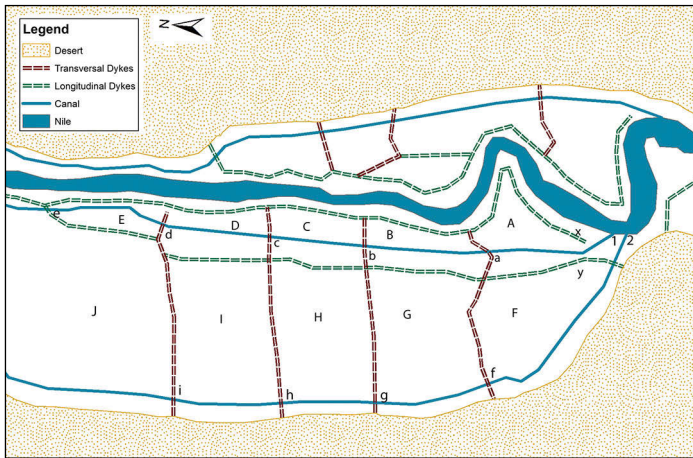 Legend
Desert
Transversal Dykes
Longitudinal Dykes
Canal
Nile
N
A
x
1 2
E
e
D
C
B
d
c
b
a
y
J
I
H
G
F
f
i
h
g